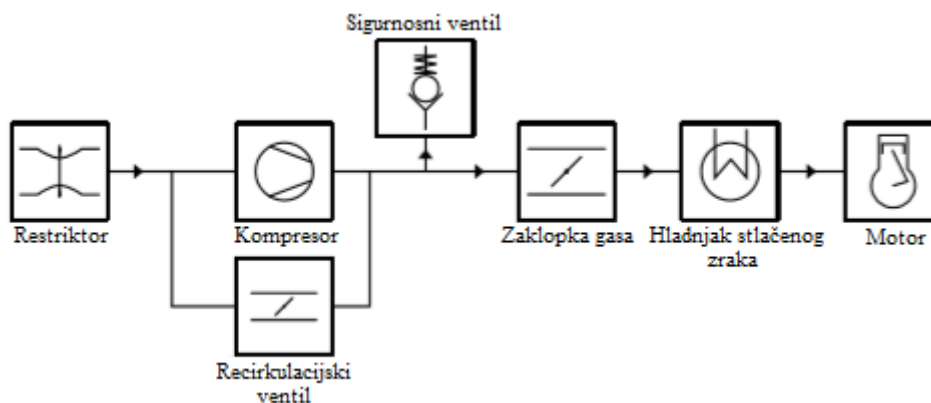 Sigurnosni ventil
Restriktor
Kompresor
Zaklopka gasa
Hladnjak stlačenog
zraka
Motor
Recirkulacijski
ventil